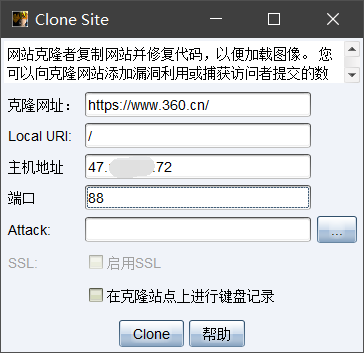 Clone Site
网站克隆者复制网站并修复代码，以便加载图像。 您
可以向克隆网站添加漏洞利用或捕获访问者提交的数
克隆网址： https://www.360.cn/
Local URI: /
主机地址 47. .72
端口 88
Attack: ...
SSL: 启用SSL
在克隆站点上进行键盘记录
Clone 帮助